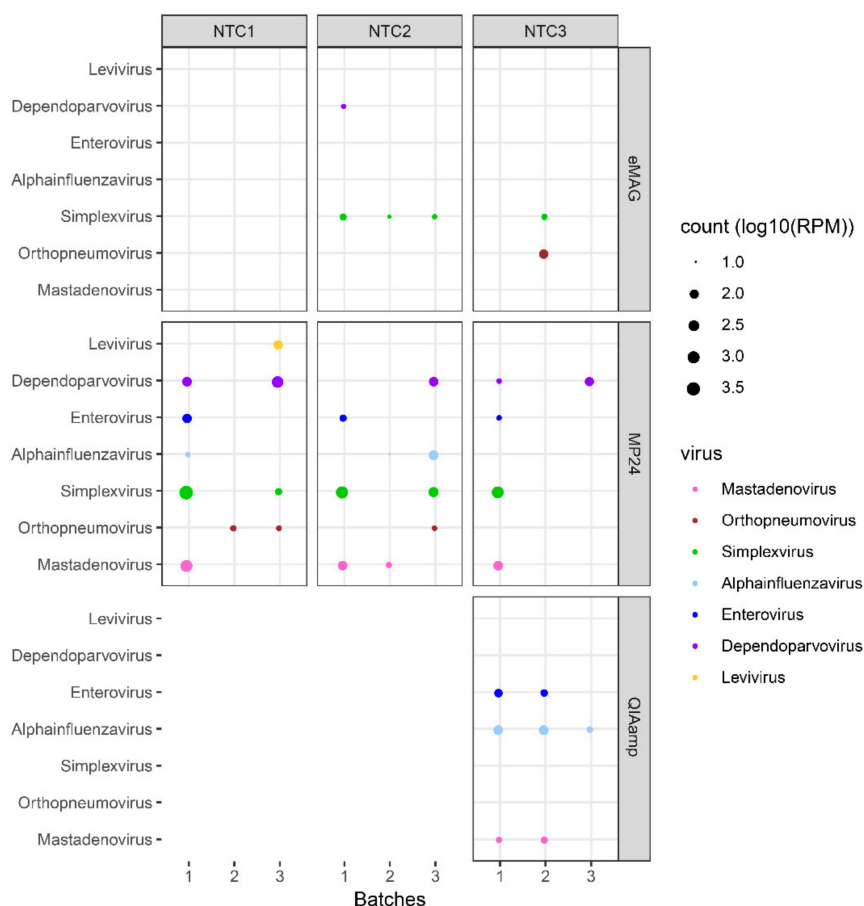 NTC1 NTC2 NTC3
Levivirus
Dependoparvovirus
Enterovirus
Alphainfluenzavirus
Simplexvirus
Orthopneumovirus
Mastadenovirus
eMAG
Levivirus
Dependoparvovirus
Enterovirus
Alphainfluenzavirus
Simplexvirus
Orthopneumovirus
Mastadenovirus
MP24
Levivirus
Dependoparvovirus
Enterovirus
Alphainfluenzavirus
Simplexvirus
Orthopneumovirus
Mastadenovirus
QIAamp
1 2 3 1 2 3 1 2 3
Batches
count (log10(RPM))
1.0
2.0
2.5
3.0
3.5
virus
Mastadenovirus
Orthopneumovirus
Simplexvirus
Alphainfluenzavirus
Enterovirus
Dependoparvovirus
Levivirus